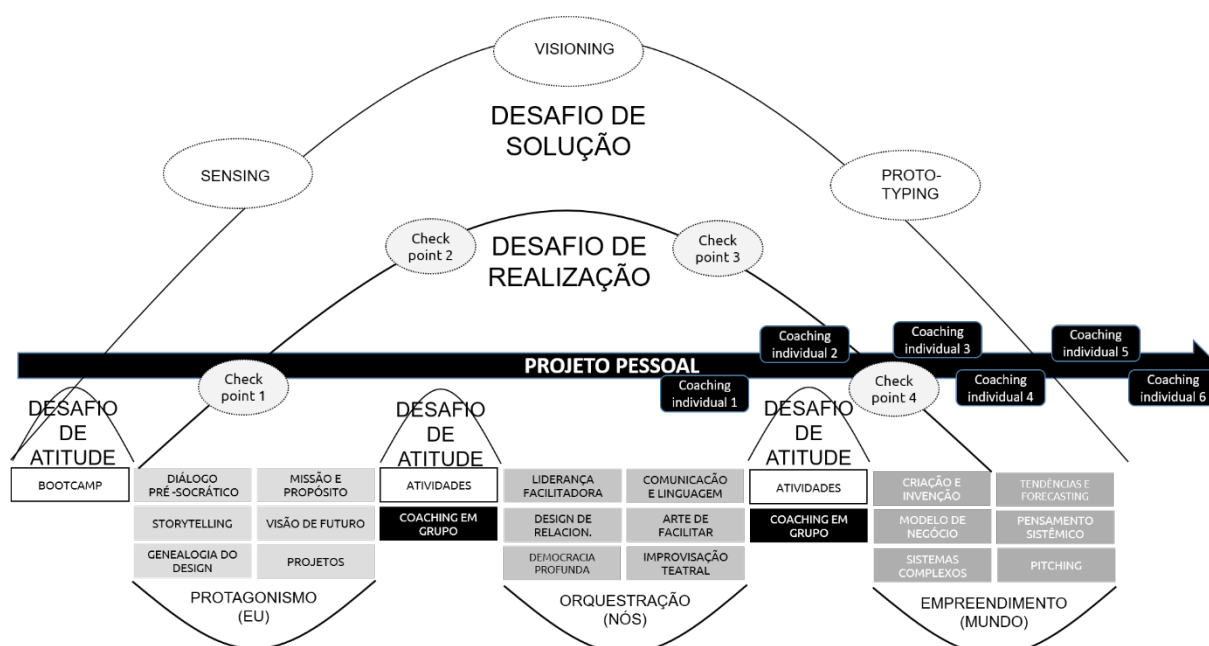 VISIONING
DESAFIO DE
SOLUÇÃO
SENSING
PROTO-
TYPING
Check
point 2
DESAFIO DE
REALIZAÇÃO
Check
point 3
Coaching
individual 2
Coaching
individual 3
Coaching
individual 5
PROJETO PESSOAL
Check
point 1
Coaching
individual 1
Check
point 4
Coaching
individual 4
Coaching
individual 6
DESAFIO
DE
ATITUDE
BOOTCAMP
DIÁLOGO
PRÉ-SOCRÁTICO
MISSÃO E
PROPÓSITO
STORYTELLING
VISÃO DE FUTURO
GENEALOGIA DO
DESIGN
PROJETOS
PROTAGONISMO
(EU)
DESAFIO
DE
ATITUDE
ATIVIDADES
COACHING EM
GRUPO
LIDERANÇA
FACILITADORA
COMUNICACÃO
E LINGUAGEM
DESIGN DE
RELACION.
ARTE DE
FACILITAR
DEMOCRACIA
PROFUNDA
IMPROVISAÇÃO
TEATRAL
ORQUESTRAÇÃO
(NÓS)
DESAFIO
DE
ATITUDE
ATIVIDADES
COACHING EM
GRUPO
CRIAÇÃO E
INVENÇÃO
TENDÊNCIAS E
FORECASTING
MODELO DE
NEGÓCIO
PENSAMENTO
SISTÊMICO
SISTEMAS
COMPLEXOS
PITCHING
EMPREENDIMENTO
(MUNDO)